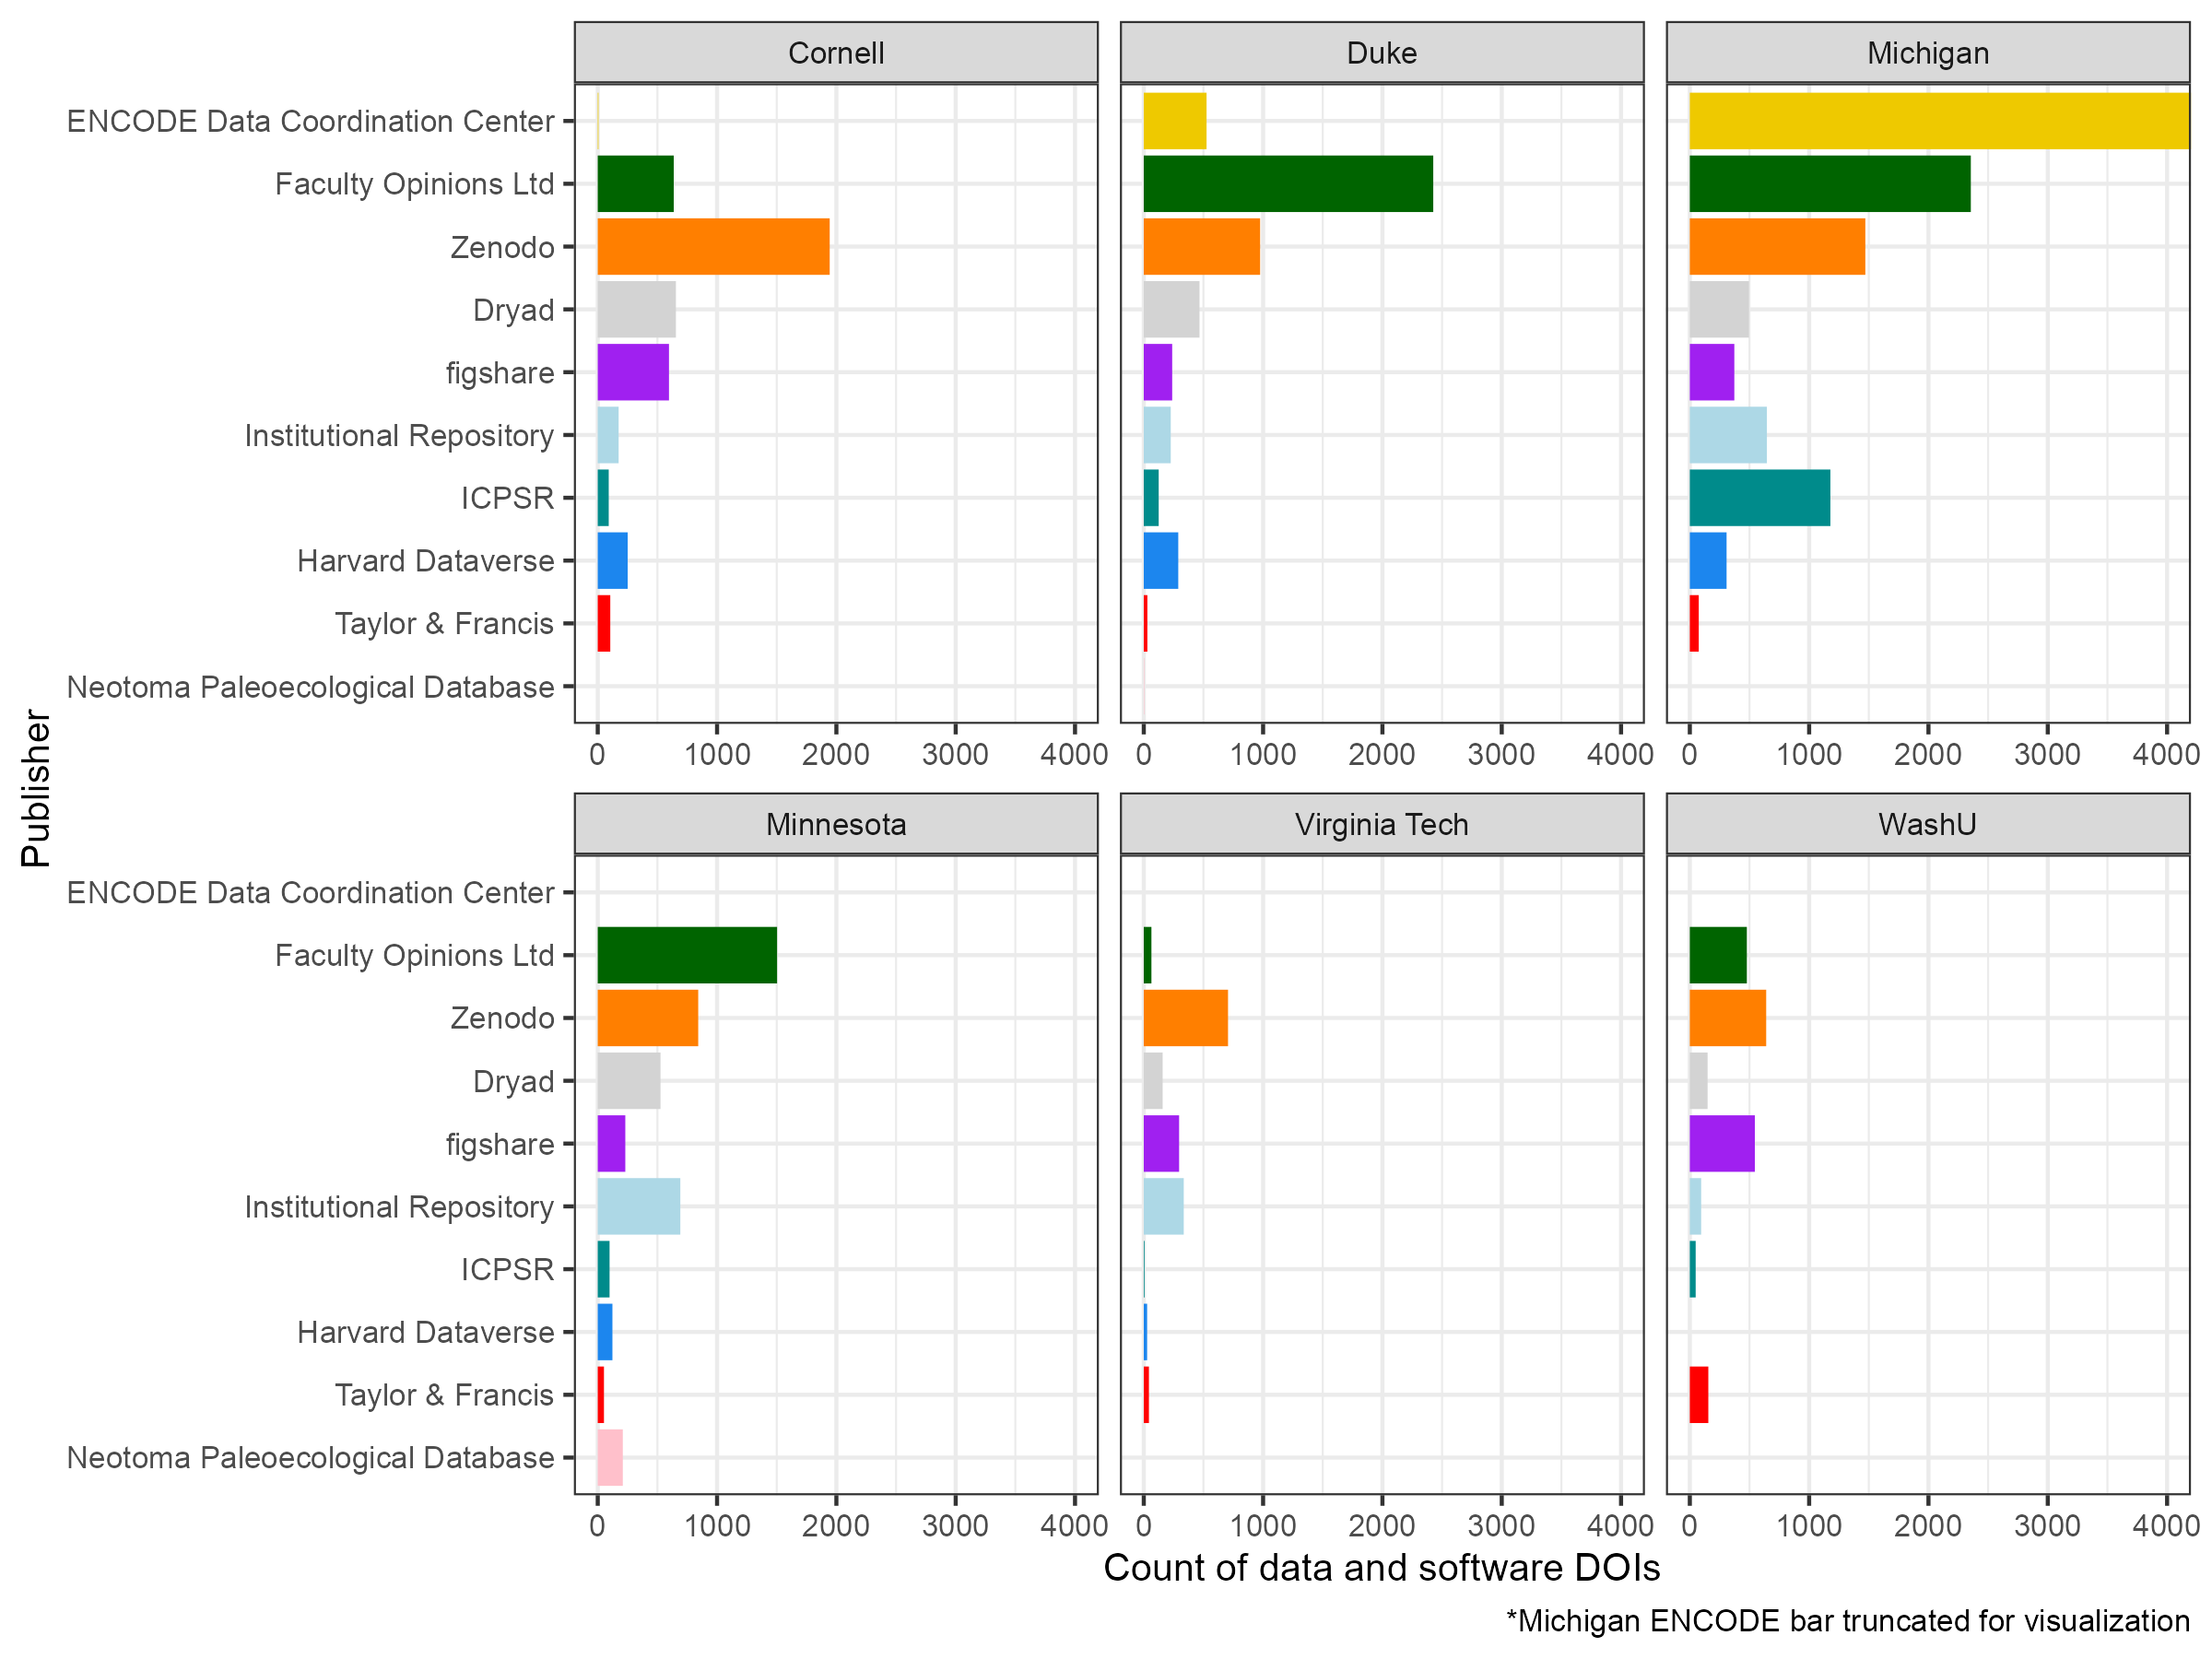 Cornell
Duke
Michigan
ENCODE Data Coordination Center
Faculty Opinions Ltd
Zenodo
Dryad
figshare
Institutional Repository
ICPSR
Harvard Dataverse
Taylor & Francis
Neotoma Paleoecological Database
0 1000 2000 3000 4000
0 1000 2000 3000 4000
0 1000 2000 3000 4000
Publisher
Minnesota
Virginia Tech
WashU
ENCODE Data Coordination Center
Faculty Opinions Ltd
Zenodo
Dryad
figshare
Institutional Repository
ICPSR
Harvard Dataverse
Taylor & Francis
Neotoma Paleoecological Database
0 1000 2000 3000 4000
0 1000 2000 3000 4000
0 1000 2000 3000 4000
Count of data and software DOIs
*Michigan ENCODE bar truncated for visualization